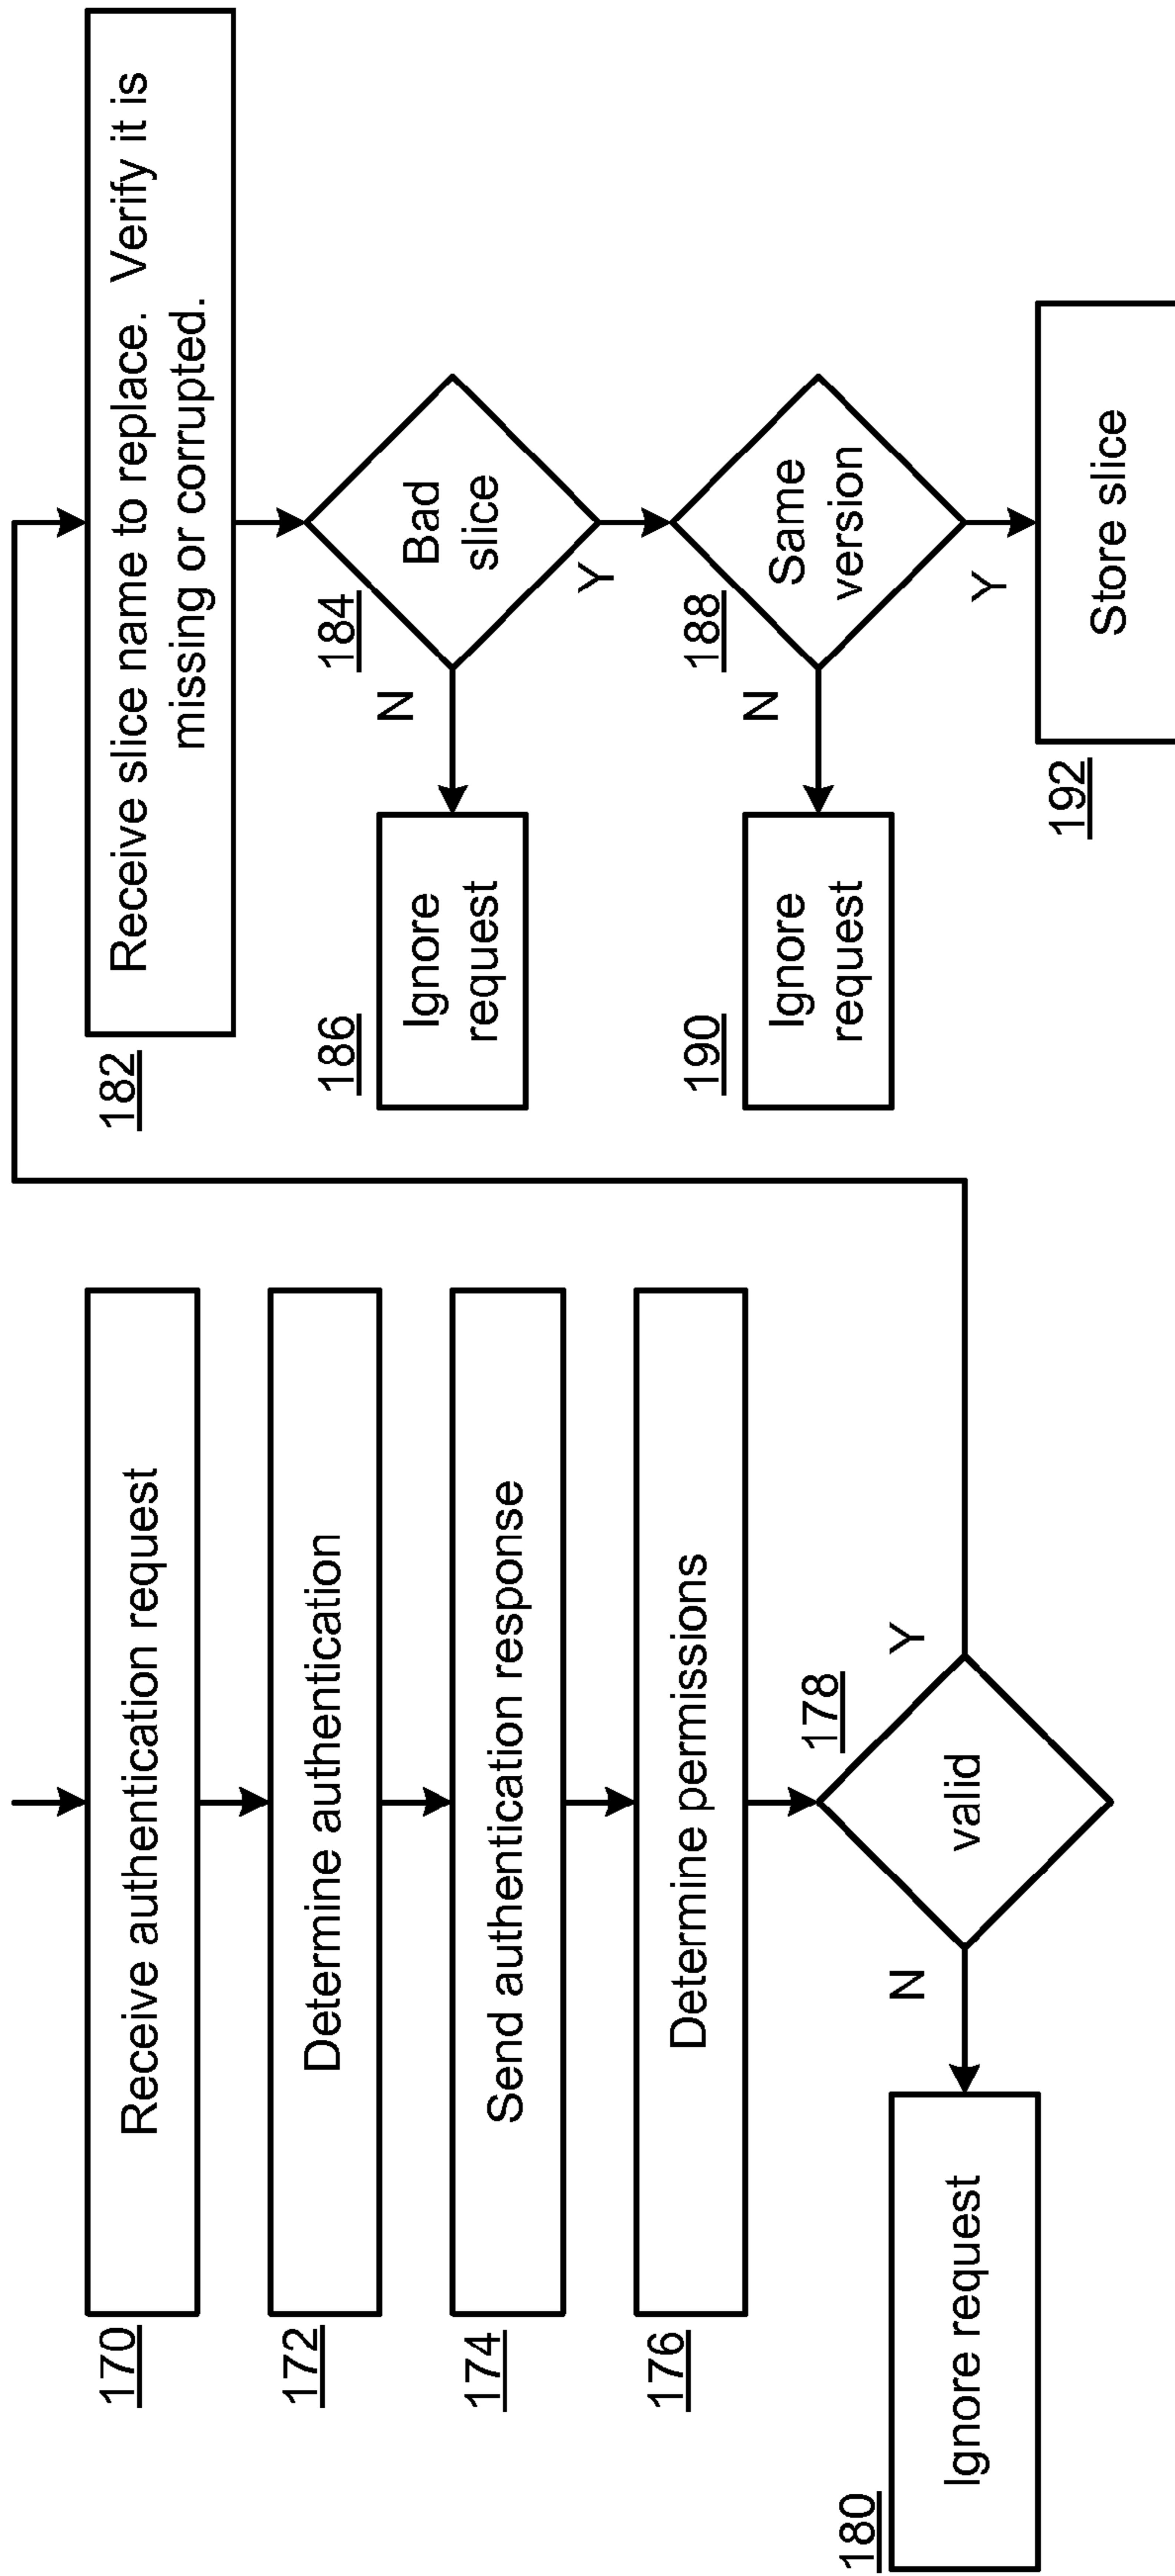 170
Receive authentication request
172
Determine authentication
174
Send authentication response
176
Determine permissions
178
valid
N
Y
180
Ignore request
182
Receive slice name to replace. Verify it is
missing or corrupted.
184
Bad
slice
N
Y
186
Ignore
request
188
Same
version
N
Y
190
Ignore
request
192
Store slice